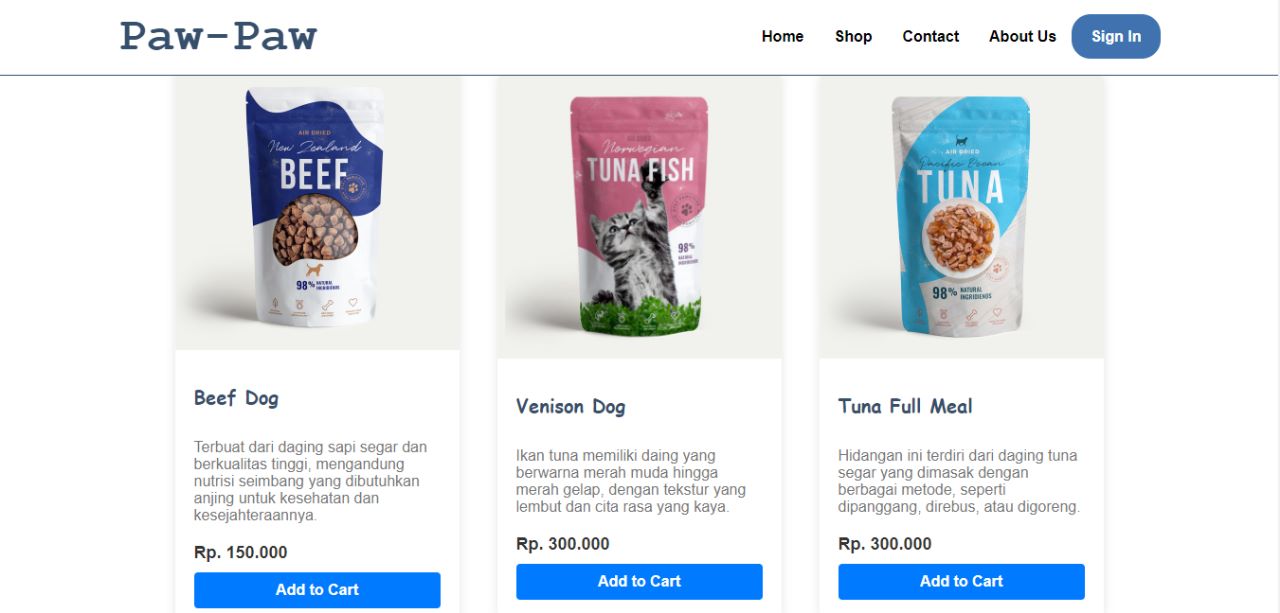 Paw-Paw
Home Shop Contact About Us Sign In
AIR DRIED
New Zealand
BEEF
98% NATURAL
INGRIDIENDS
AIR DRIED
Norwegian
TUNA FISH
98%
NATURAL
INGRIDIENDS
AIR DRIED
Pacific Ocean
TUNA
98% NATURAL
INGRIDIENDS
Beef Dog
Terbuat dari daging sapi segar dan
berkualitas tinggi, mengandung
nutrisi seimbang yang dibutuhkan
anjing untuk kesehatan dan
kesejahteraannya.
Rp. 150.000
Add to Cart
Venison Dog
Ikan tuna memiliki daing yang
berwarna merah muda hingga
merah gelap, dengan tekstur yang
lembut dan cita rasa yang kaya.
Rp. 300.000
Add to Cart
Tuna Full Meal
Hidangan ini terdiri dari daging tuna
segar yang dimasak dengan
berbagai metode, seperti
dipanggang, direbus, atau digoreng.
Rp. 300.000
Add to Cart